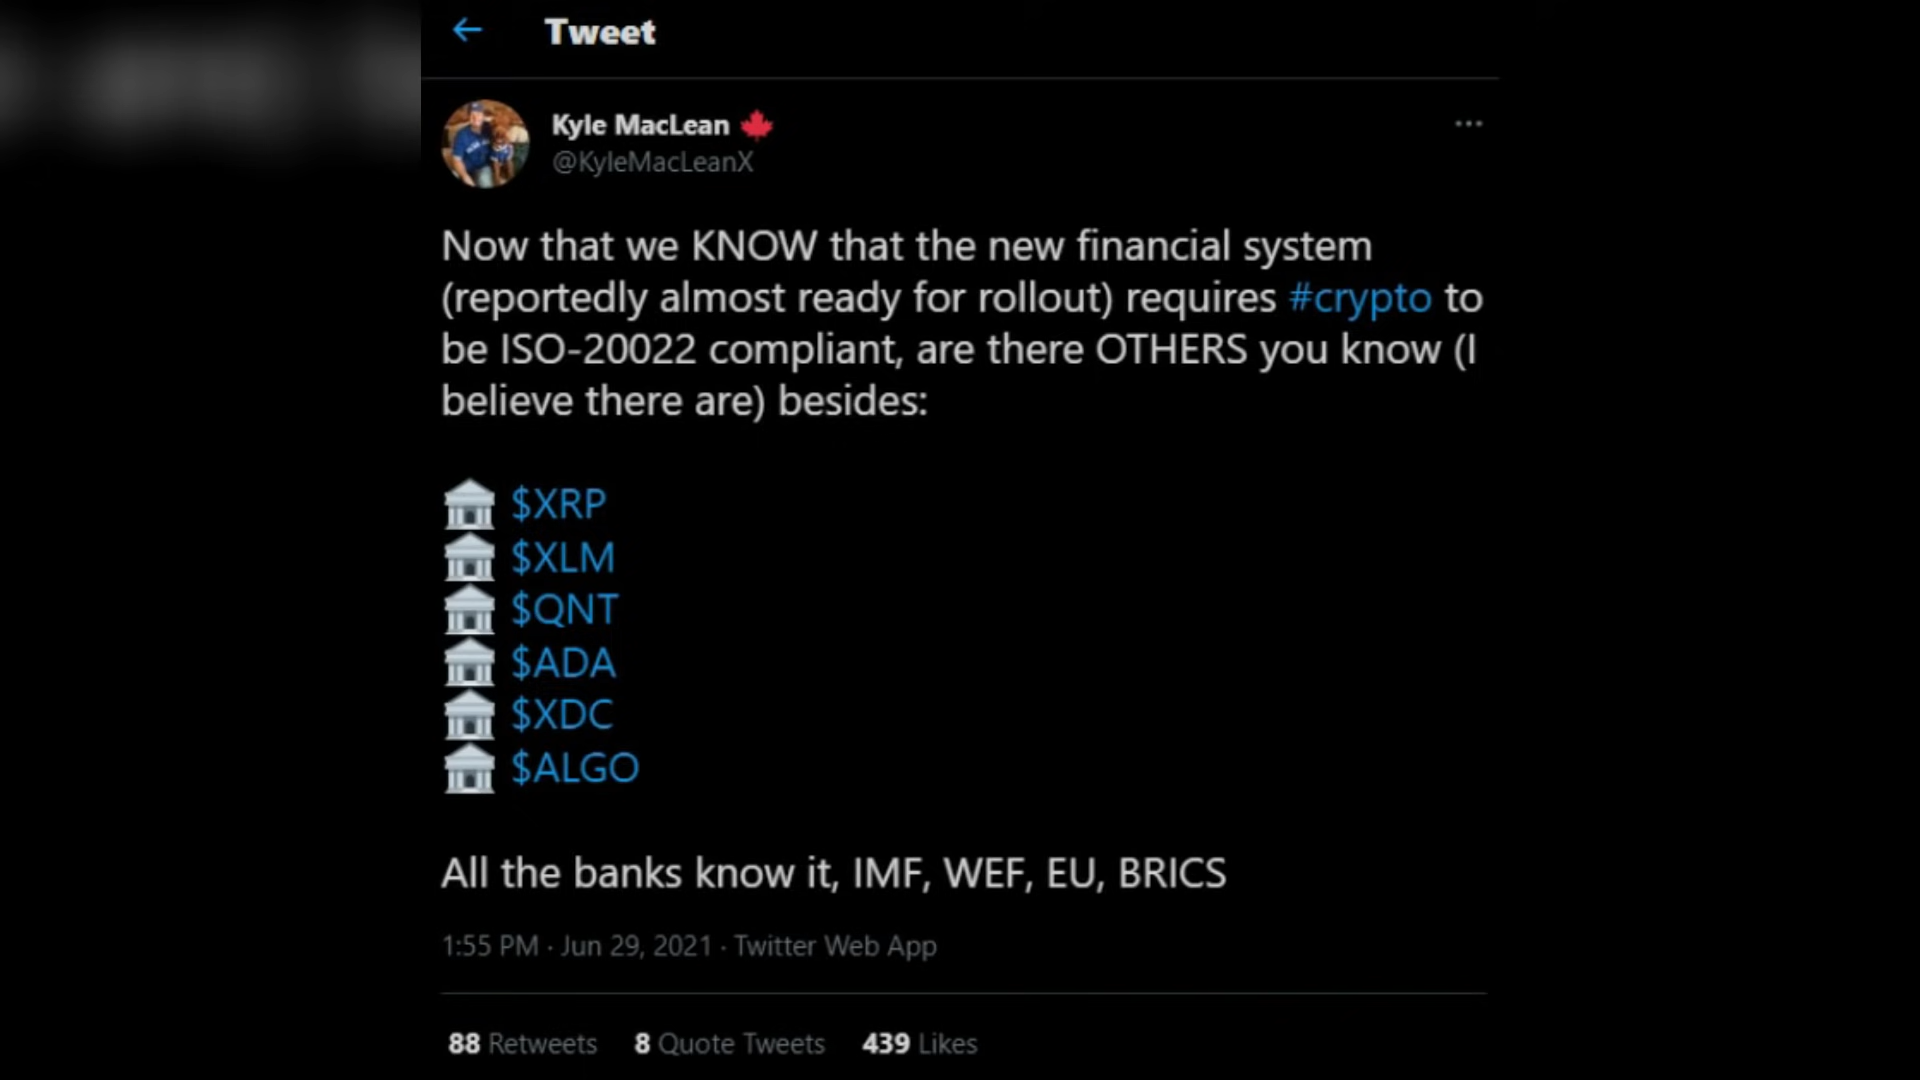 Tweet
Kyle MacLean
@KyleMacLeanX
Now that we KNOW that the new financial system
(reportedly almost ready for rollout) requires #crypto to
be ISO-20022 compliant, are there OTHERS you know (I
believe there are) besides:
$XRP
$XLM
$QNT
$ADA
$XDC
$ALGO
All the banks know it, IMF, WEF, EU, BRICS
1:55 PM · Jun 29, 2021 · Twitter Web App
88 Retweets 8 Quote Tweets 439 Likes